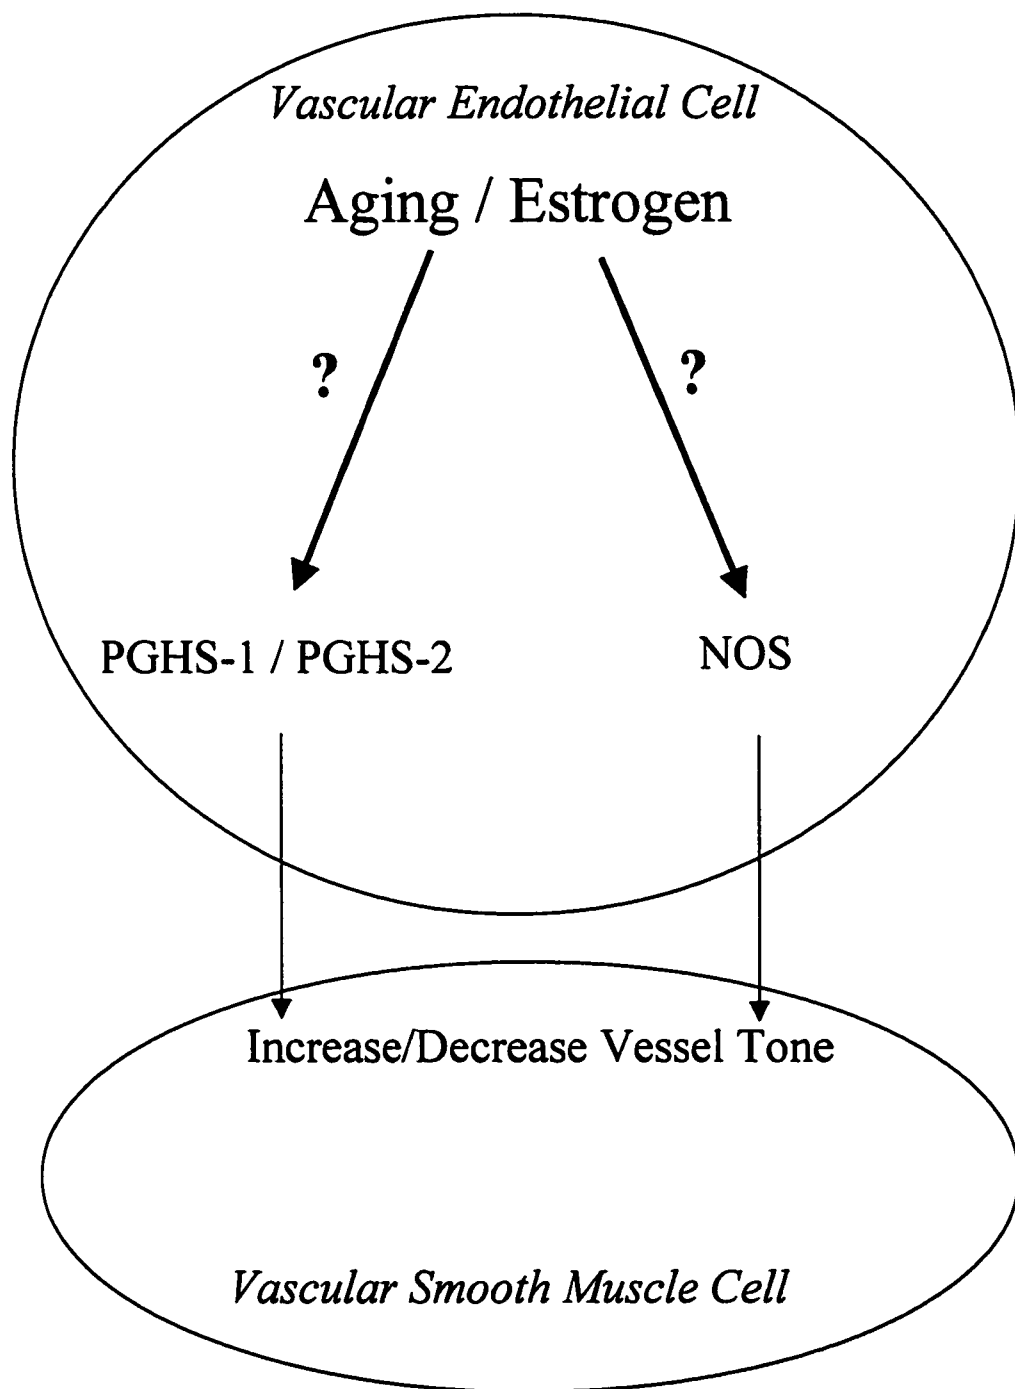 Vascular Endothelial Cell
Aging / Estrogen
? ?
PGHS-1 / PGHS-2 NOS
Increase/Decrease Vessel Tone
Vascular Smooth Muscle Cell